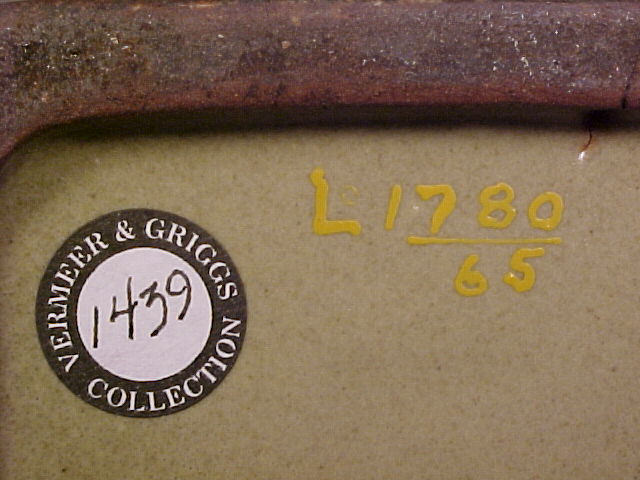 VERMEER & GRIGGS
1439
COLLECTION
L 1780
65